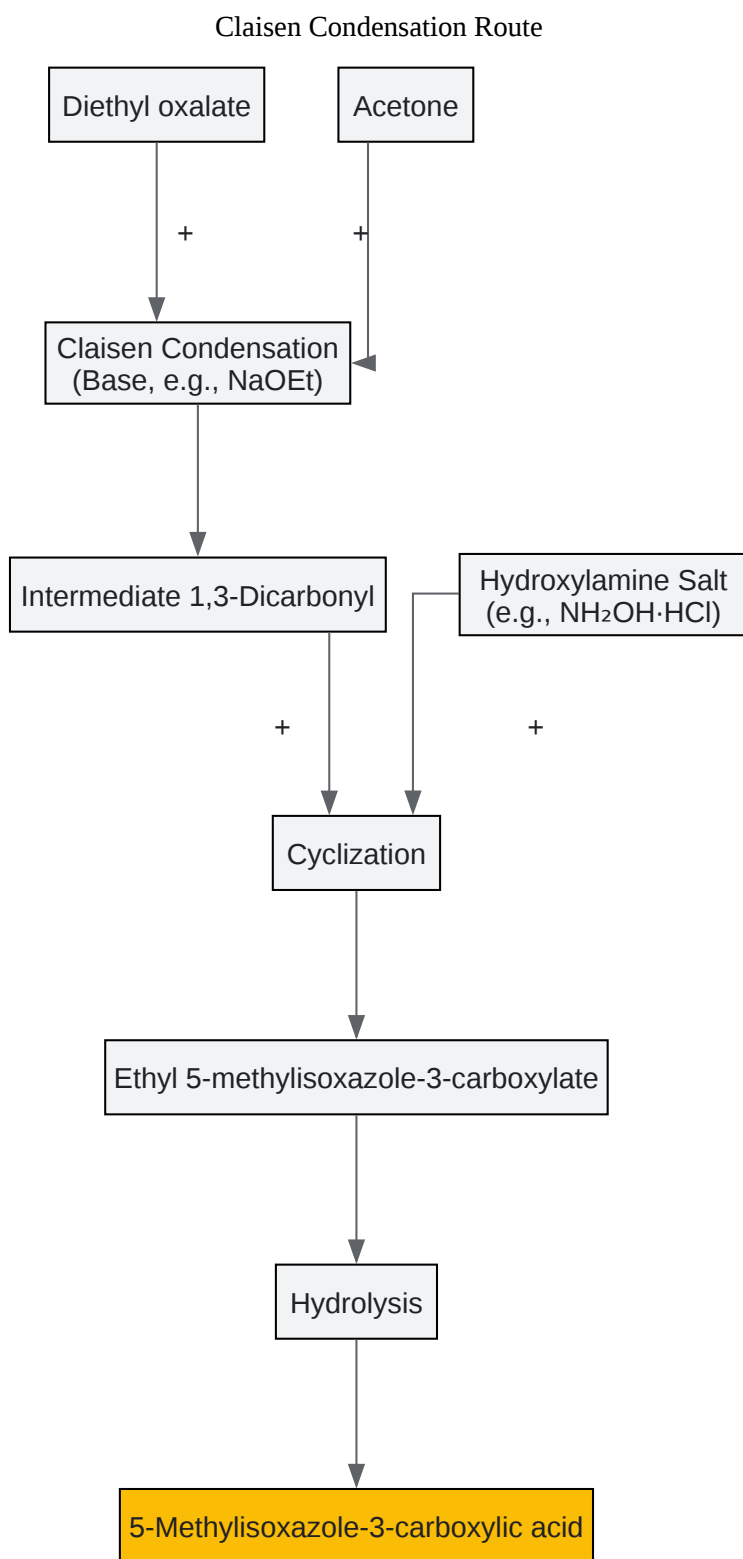 Claisen Condensation Route
Diethyl oxalate
Acetone
+
+
Claisen Condensation
(Base, e.g., NaOEt)
Intermediate 1,3-Dicarbonyl
Hydroxylamine Salt
(e.g., NH₂OH·HCl)
+
+
Cyclization
Ethyl 5-methylisoxazole-3-carboxylate
Hydrolysis
5-Methylisoxazole-3-carboxylic acid